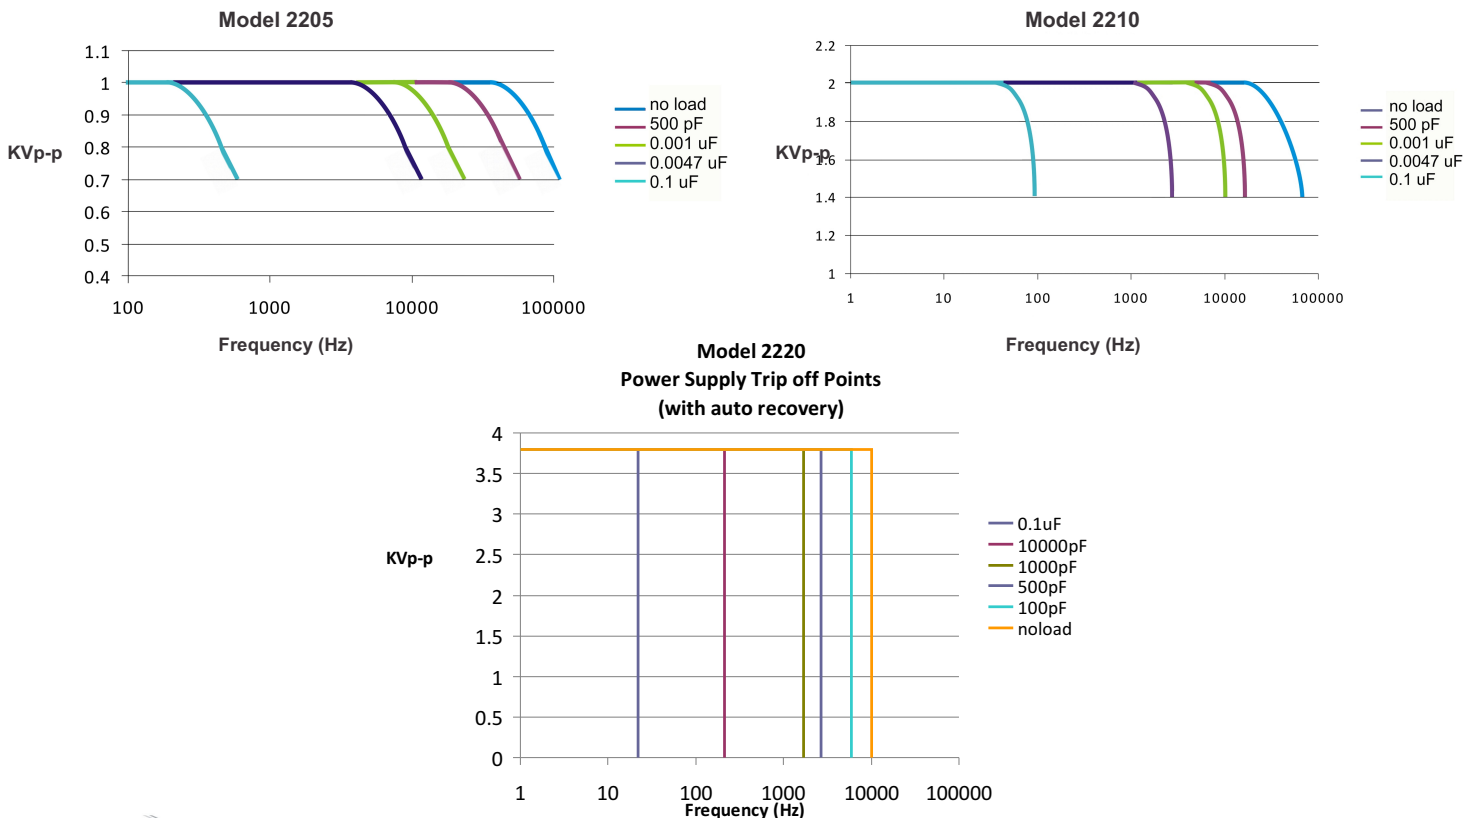 Model 2205
1.1
1
0.9
0.8
0.7
0.6
0.5
0.4
KVp-p
100
1000
10000
100000
Frequency (Hz)
no load
500 pF
0.001 uF
0.0047 uF
0.1 uF
Model 2210
2.2
2
1.8
1.6
1.4
1.2
1
KVp-p
1
10
100
1000
10000
100000
Frequency (Hz)
no load
500 pF
0.001 uF
0.0047 uF
0.1 uF
Model 2220
Power Supply Trip off Points
(with auto recovery)
4
3.5
3
2.5
2
1.5
1
0.5
0
KVp-p
1
10
100
1000
10000
100000
Frequency (Hz)
0.1uF
10000pF
1000pF
500pF
100pF
noload